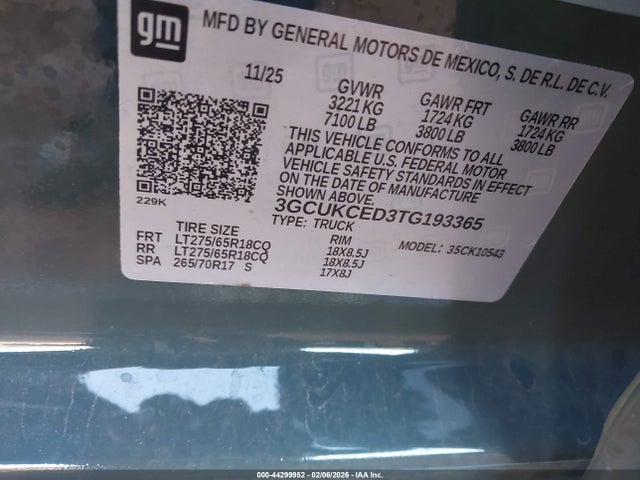 gm
MFD BY GENERAL MOTORS DE MEXICO, S. DE R.L. DE C.V.
11/25
GVWR GAWR FRT GAWR RR
3221 KG 1724 KG 1724 KG
7100 LB 3800 LB 3800 LB
THIS VEHICLE CONFORMS TO ALL
APPLICABLE U.S. FEDERAL MOTOR
VEHICLE SAFETY STANDARDS IN EFFECT
ON THE DATE OF MANUFACTURE
SHOWN ABOVE.
229K
3GCUKCED3TG193365
TYPE: TRUCK
MODEL: 35CK10543
TIRE SIZE RIM
FRT LT275/65R18CQ 18X8.5J
RR LT275/65R18CQ 18X8.5J
SPA 265/70R17 S 17X8J
000-44299952 - 02/06/2026 - IAA Inc.